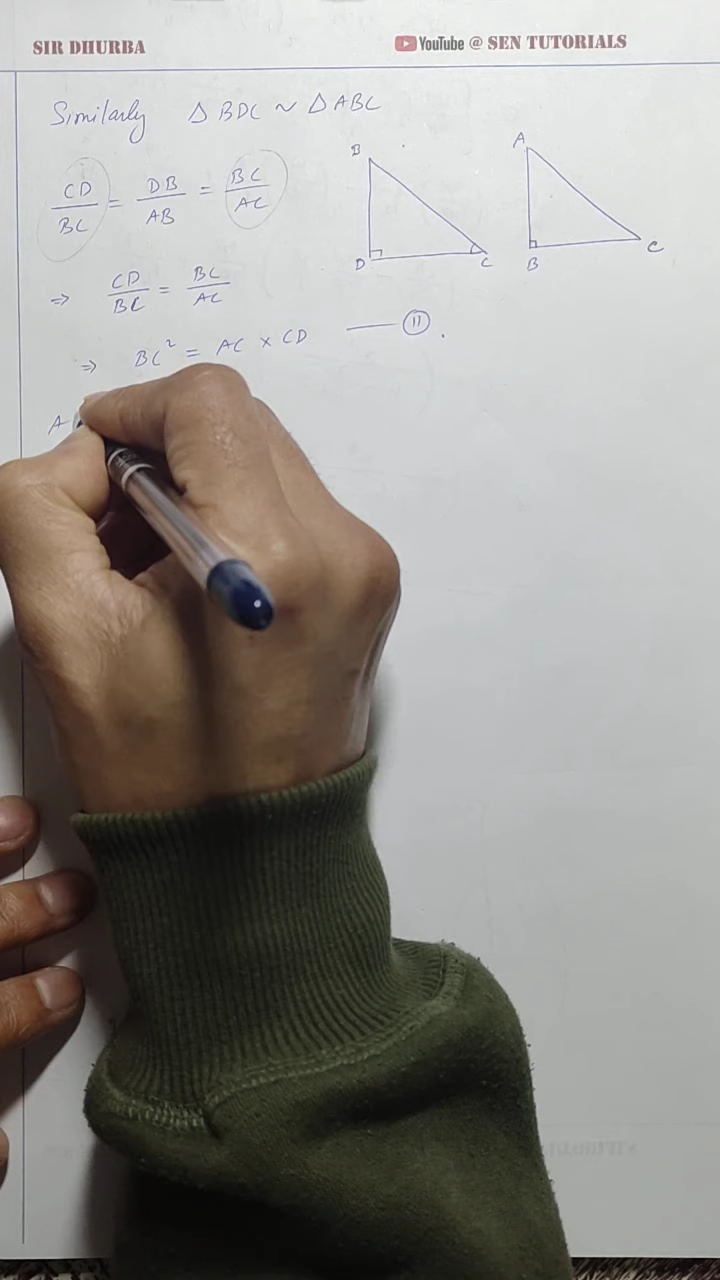 SIR DHURBA
YouTube @ SEN TUTORIALS
Similarly Δ BDC ~ Δ ABC
CD/BC = DB/AB = BC/AC
B
D
C
A
B
C
⇒ CD/BC = BC/AC
⇒ BC² = AC × CD —— (11) .
A